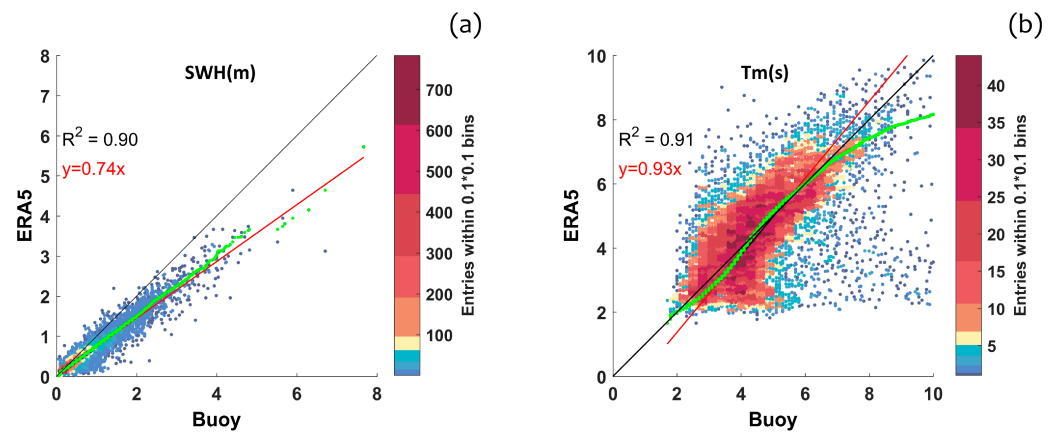 (a)
SWH(m)
R² = 0.90
y=0.74x
ERA5
8
7
6
5
4
3
2
1
0
0
2
4
6
8
Buoy
700
600
500
400
300
200
100
Entries within 0.1*0.1 bins
(b)
Tm(s)
R² = 0.91
y=0.93x
ERA5
10
8
6
4
2
0
0
2
4
6
8
10
Buoy
40
35
30
25
20
15
10
5
Entries within 0.1*0.1 bins